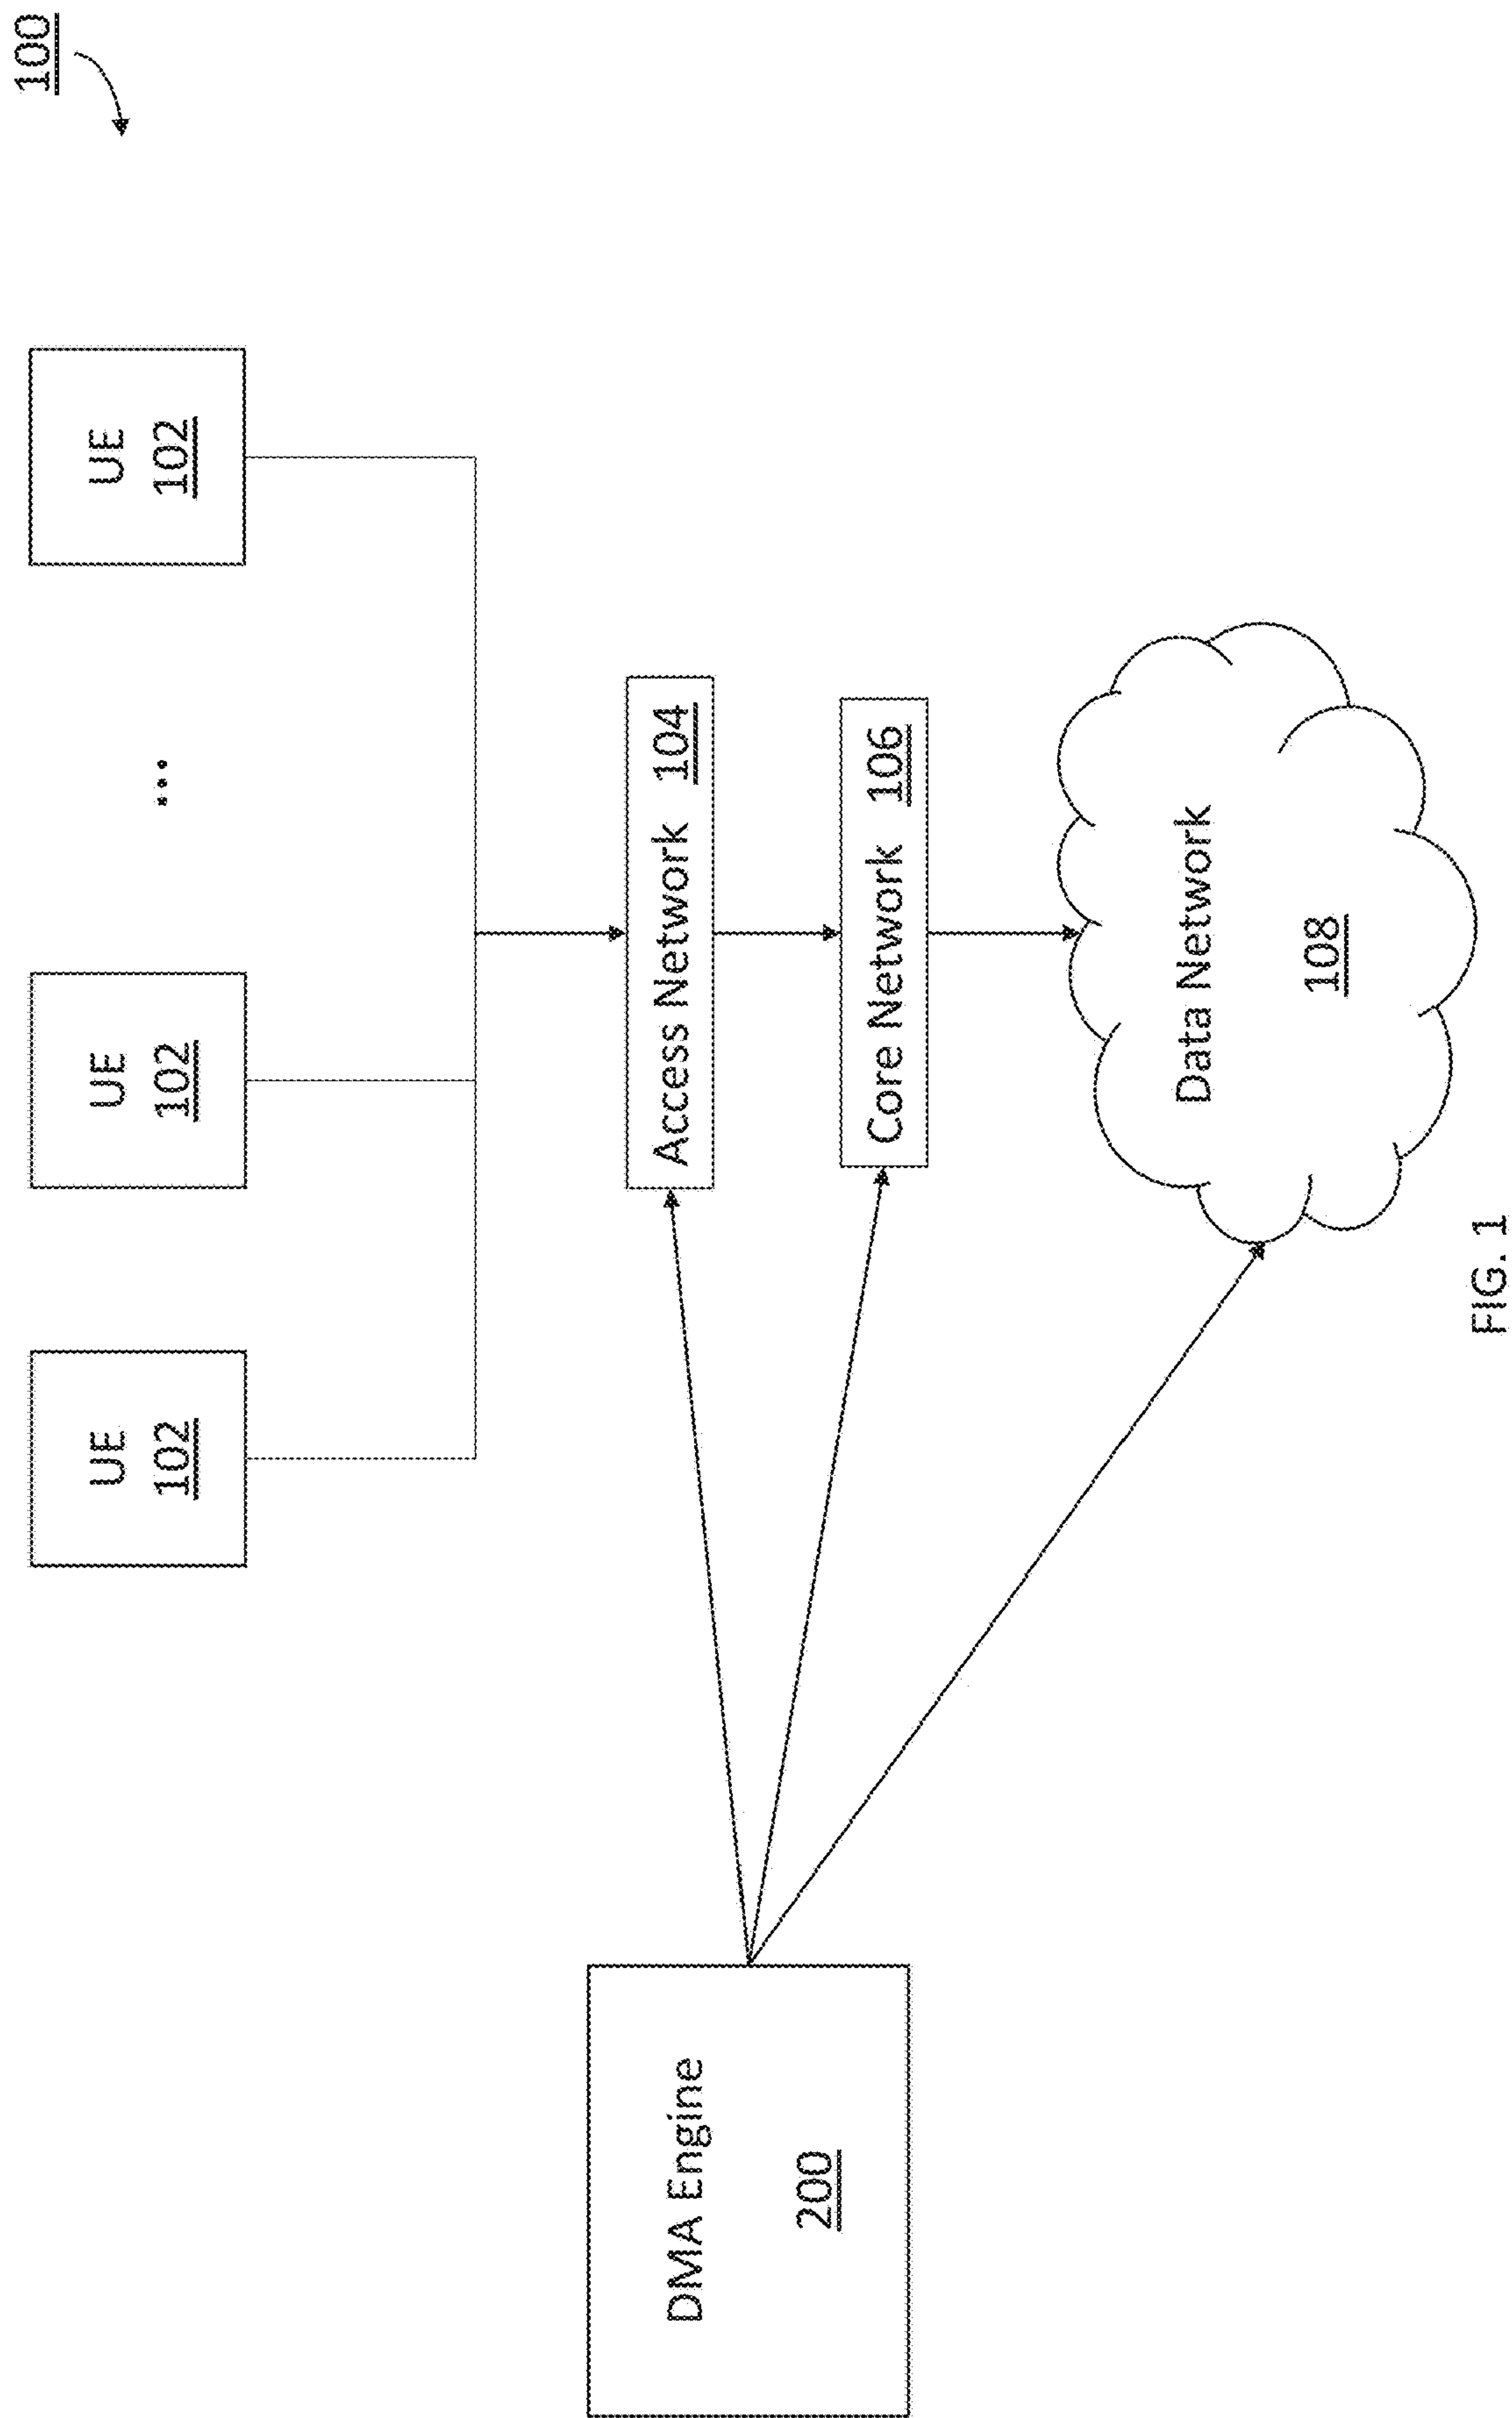 100
UE
102
UE
102
...
UE
102
Access Network 104
Core Network 106
Data Network
108
DMA Engine
200
FIG. 1